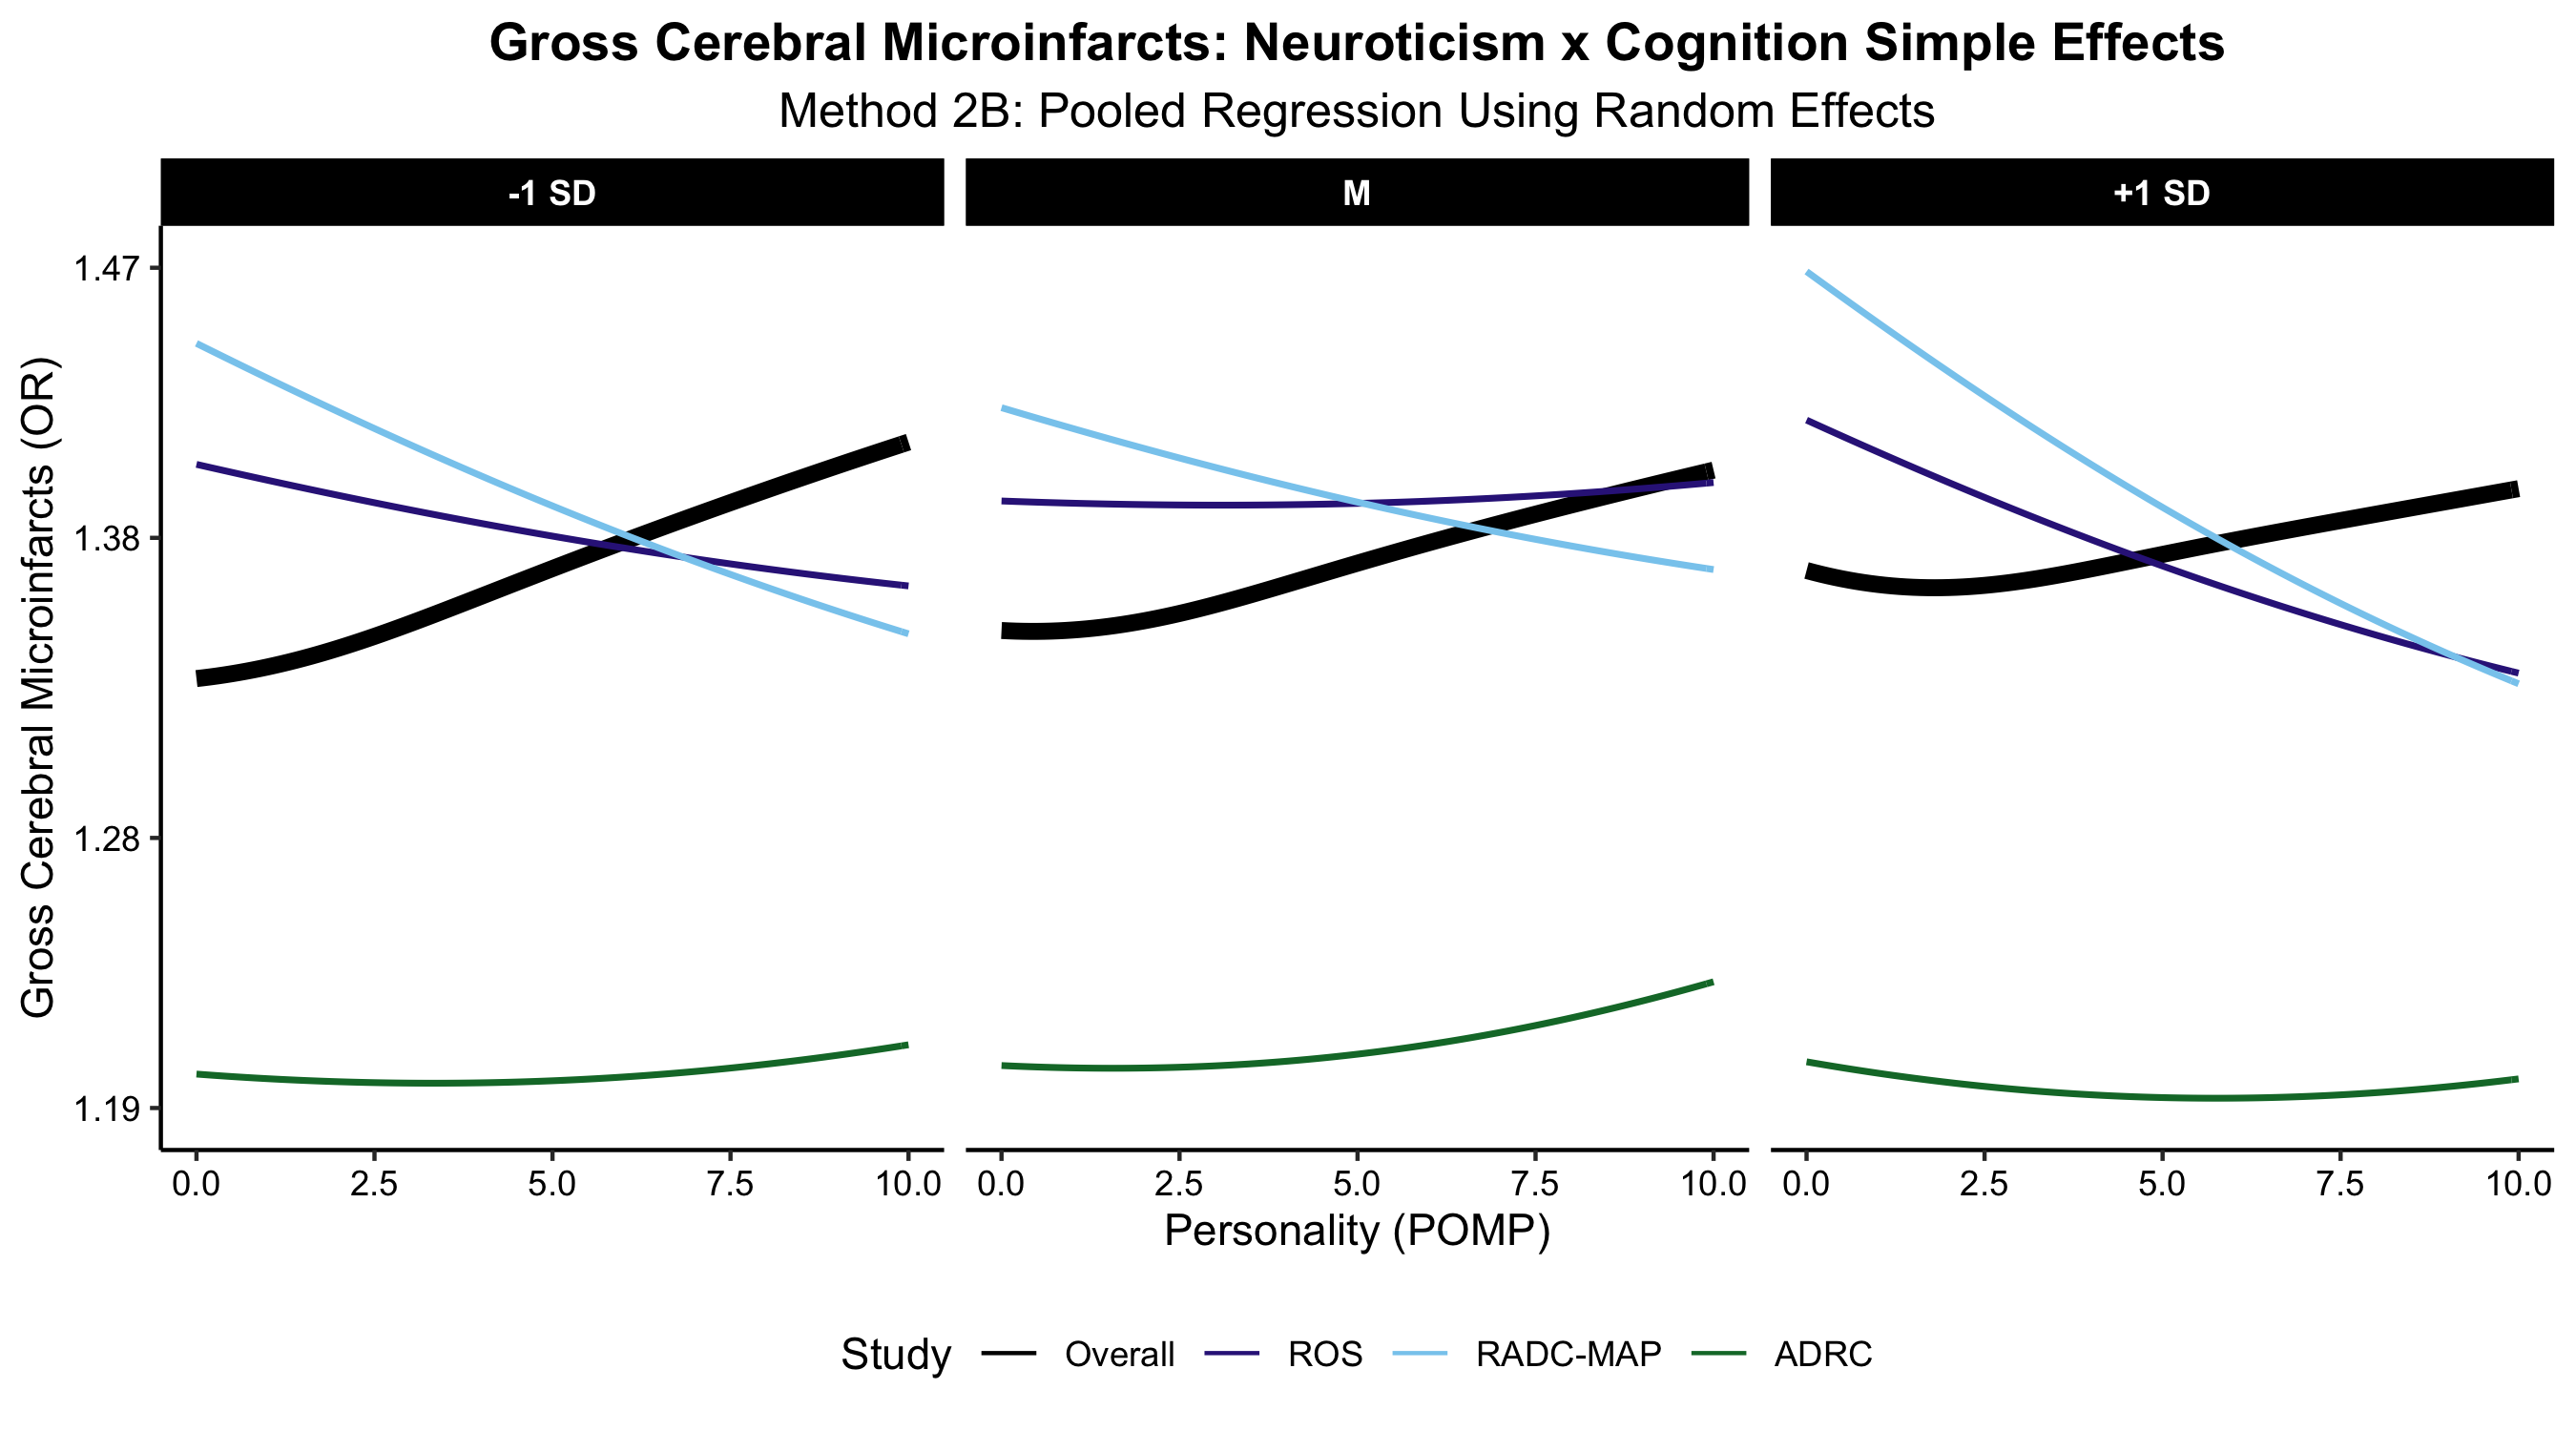 Gross Cerebral Microinfarcts: Neuroticism x Cognition Simple Effects
Method 2B: Pooled Regression Using Random Effects
-1 SD
M
+1 SD
Gross Cerebral Microinfarcts (OR)
1.47
1.38
1.28
1.19
0.0 2.5 5.0 7.5 10.0
0.0 2.5 5.0 7.5 10.0
0.0 2.5 5.0 7.5 10.0
Personality (POMP)
Study Overall ROS RADC-MAP ADRC